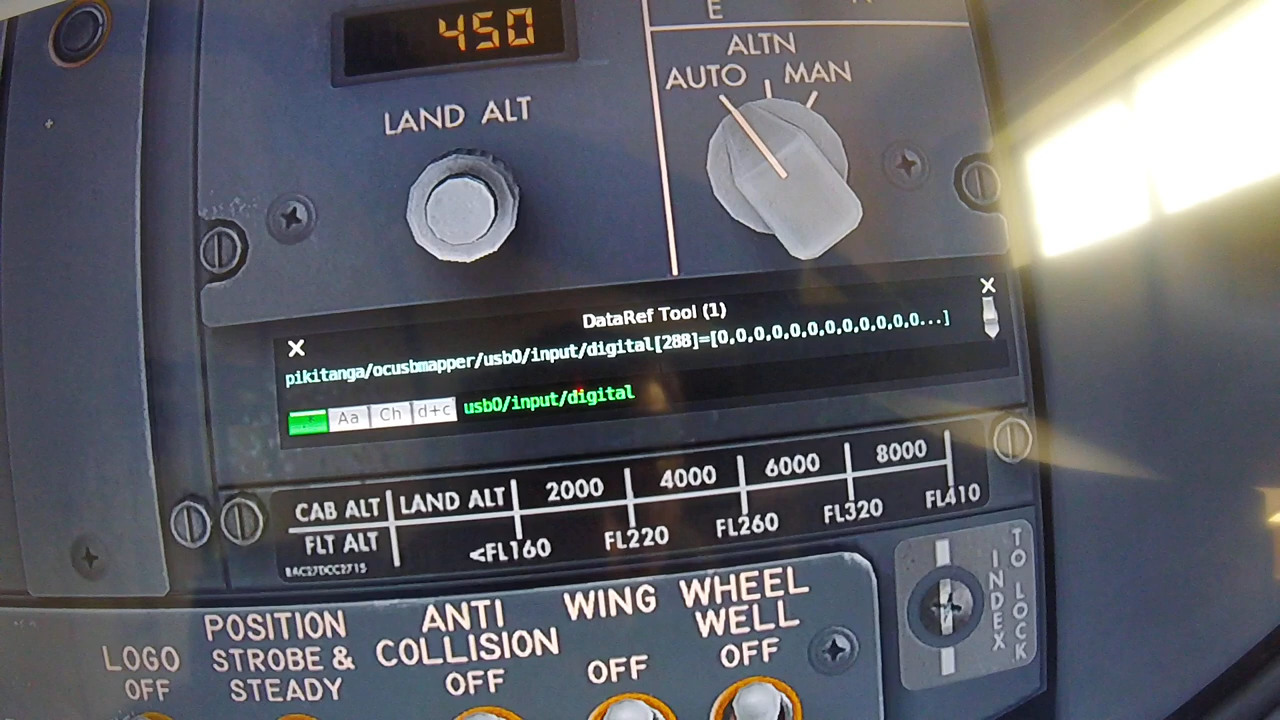 450
E
ALTN
AUTO MAN
LAND ALT
DataRef Tool (1)
pikitanga/ocusbmapper/usb0/input/digital[288]=[0,0,0,0,0,0,0,0,0,0,0,0...]
Aa Ch d+c usb0/input/digital
CAB ALT LAND ALT 2000 4000 6000 8000
FLT ALT <FL160 FL220 FL260 FL320 FL410
LOGO OFF
POSITION STROBE & STEADY
ANTI COLLISION OFF
WING OFF
WHEEL WELL OFF
INDEX
TO LOCK